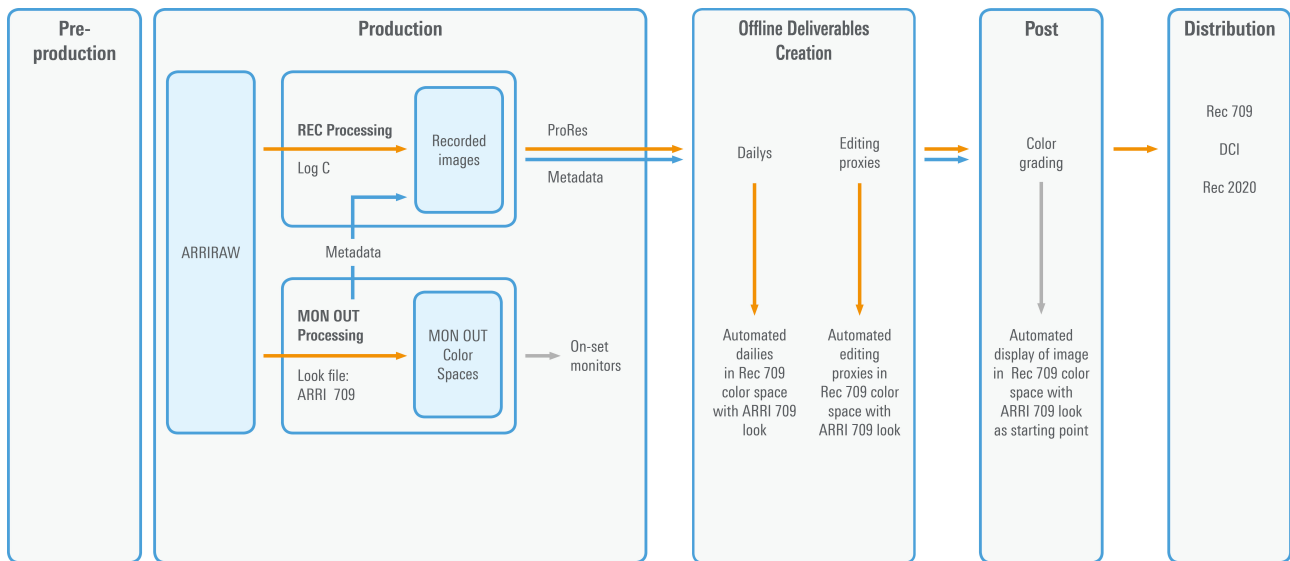 Pre-
production
Production
ARRIRAW
REC Processing
Log C
Recorded
images
ProRes
Metadata
Metadata
MON OUT
Processing
Look file:
ARRI 709
MON OUT
Color
Spaces
On-set
monitors
Offline Deliverables
Creation
Dailys
Editing
proxies
Automated
dailies
in Rec 709
color space
with ARRI 709
look
Automated
editing
proxies in
Rec 709 color
space with
ARRI 709 look
Post
Color
grading
Automated
display of image
in Rec 709 color
space with
ARRI 709 look
as starting point
Distribution
Rec 709
DCI
Rec 2020